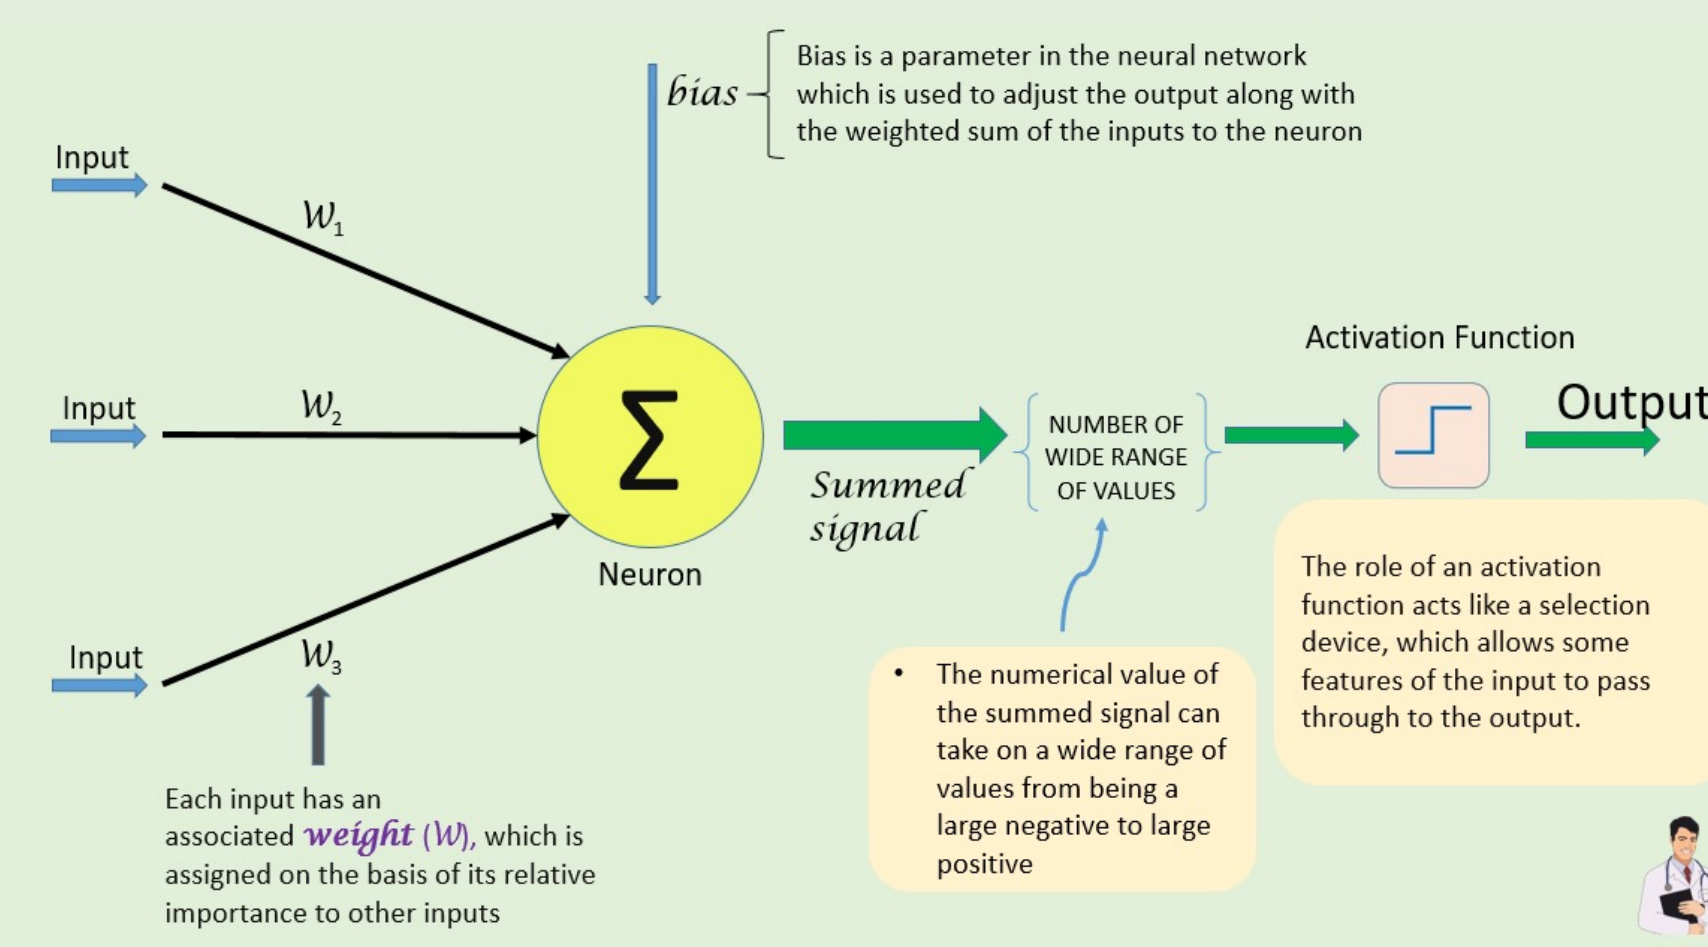 bias
Bias is a parameter in the neural network
which is used to adjust the output along with
the weighted sum of the inputs to the neuron
Input
W1
Input
W2
Input
W3
Σ
Neuron
Summed
signal
NUMBER OF
WIDE RANGE
OF VALUES
Activation Function
Output
Each input has an
associated weight (W), which is
assigned on the basis of its relative
importance to other inputs
• The numerical value of
the summed signal can
take on a wide range of
values from being a
large negative to large
positive
The role of an activation
function acts like a selection
device, which allows some
features of the input to pass
through to the output.